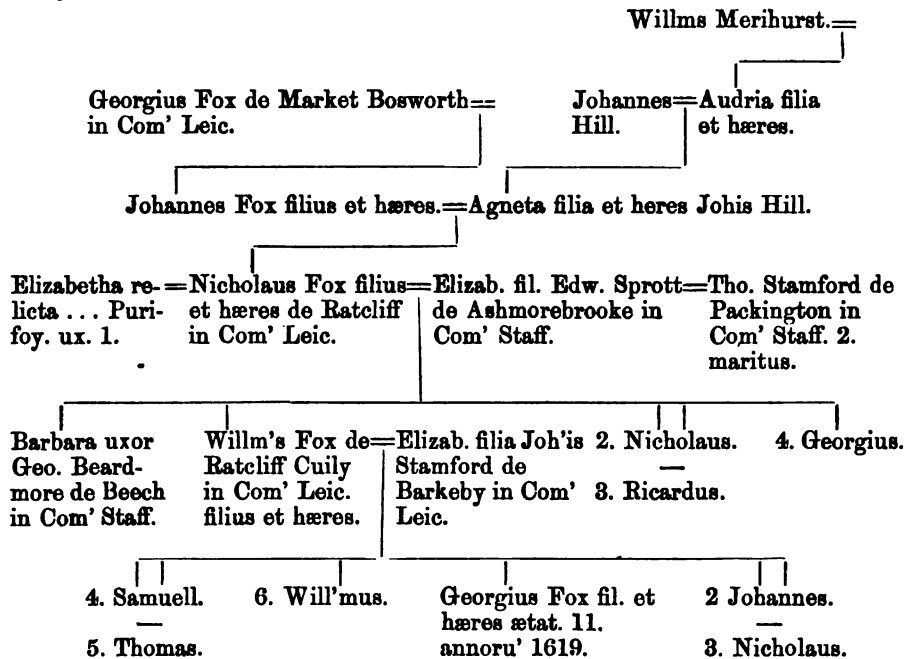 Willms Merihurst.=
Georgius Fox de Market Bosworth=
in Com' Leic.
Johannes=Audria filia
Hill. et hæres.
Johannes Fox filius et hæres.=Agneta filia et heres Johis Hill.
Elizabetha re-
licta ... Puri-
foy. ux. 1.
=Nicholaus Fox filius=
et hæres de Ratcliff
in Com' Leic.
Elizab. fil. Edw. Sprott=
de Ashmorebrooke in
Com' Staff.
Tho. Stamford de
Packington in
Com' Staff. 2.
maritus.
Barbara uxor
Geo. Beard-
more de Beech
in Com' Staff.
Willm's Fox de=
Ratcliff Cuily
in Com' Leic.
filius et hæres.
Elizab. filia Joh'is
Stamford de
Barkeby in Com'
Leic.
2. Nicholaus.
—
3. Ricardus.
4. Georgius.
4. Samuell.
—
5. Thomas.
6. Will'mus.
Georgius Fox fil. et
hæres ætat. 11.
annoru' 1619.
2 Johannes.
—
3. Nicholaus.